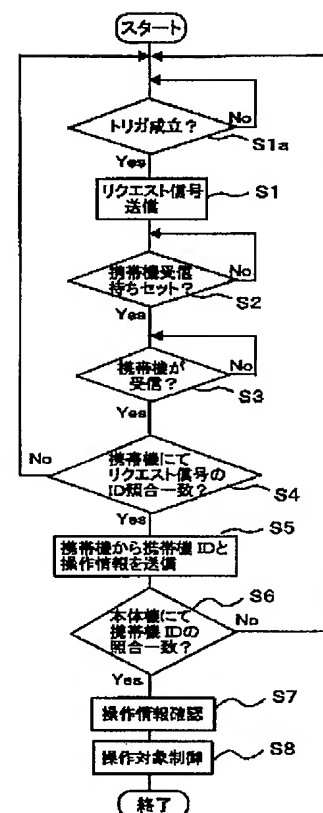 スタート
No
トリガ成立?
S1a
Yes
リクエスト信号
送信
S1
携帯機受信
持ちセット?
No
S2
Yes
携帯機が
受信?
No
S3
Yes
No
携帯機にて
リクエスト信号の
ID照合一致?
S4
Yes
S5
携帯機から携帯機IDと
操作情報を送信
S6
本体機にて
携帯機IDの
照合一致?
No
Yes
S7
操作情報確認
S8
操作対象制御
終了